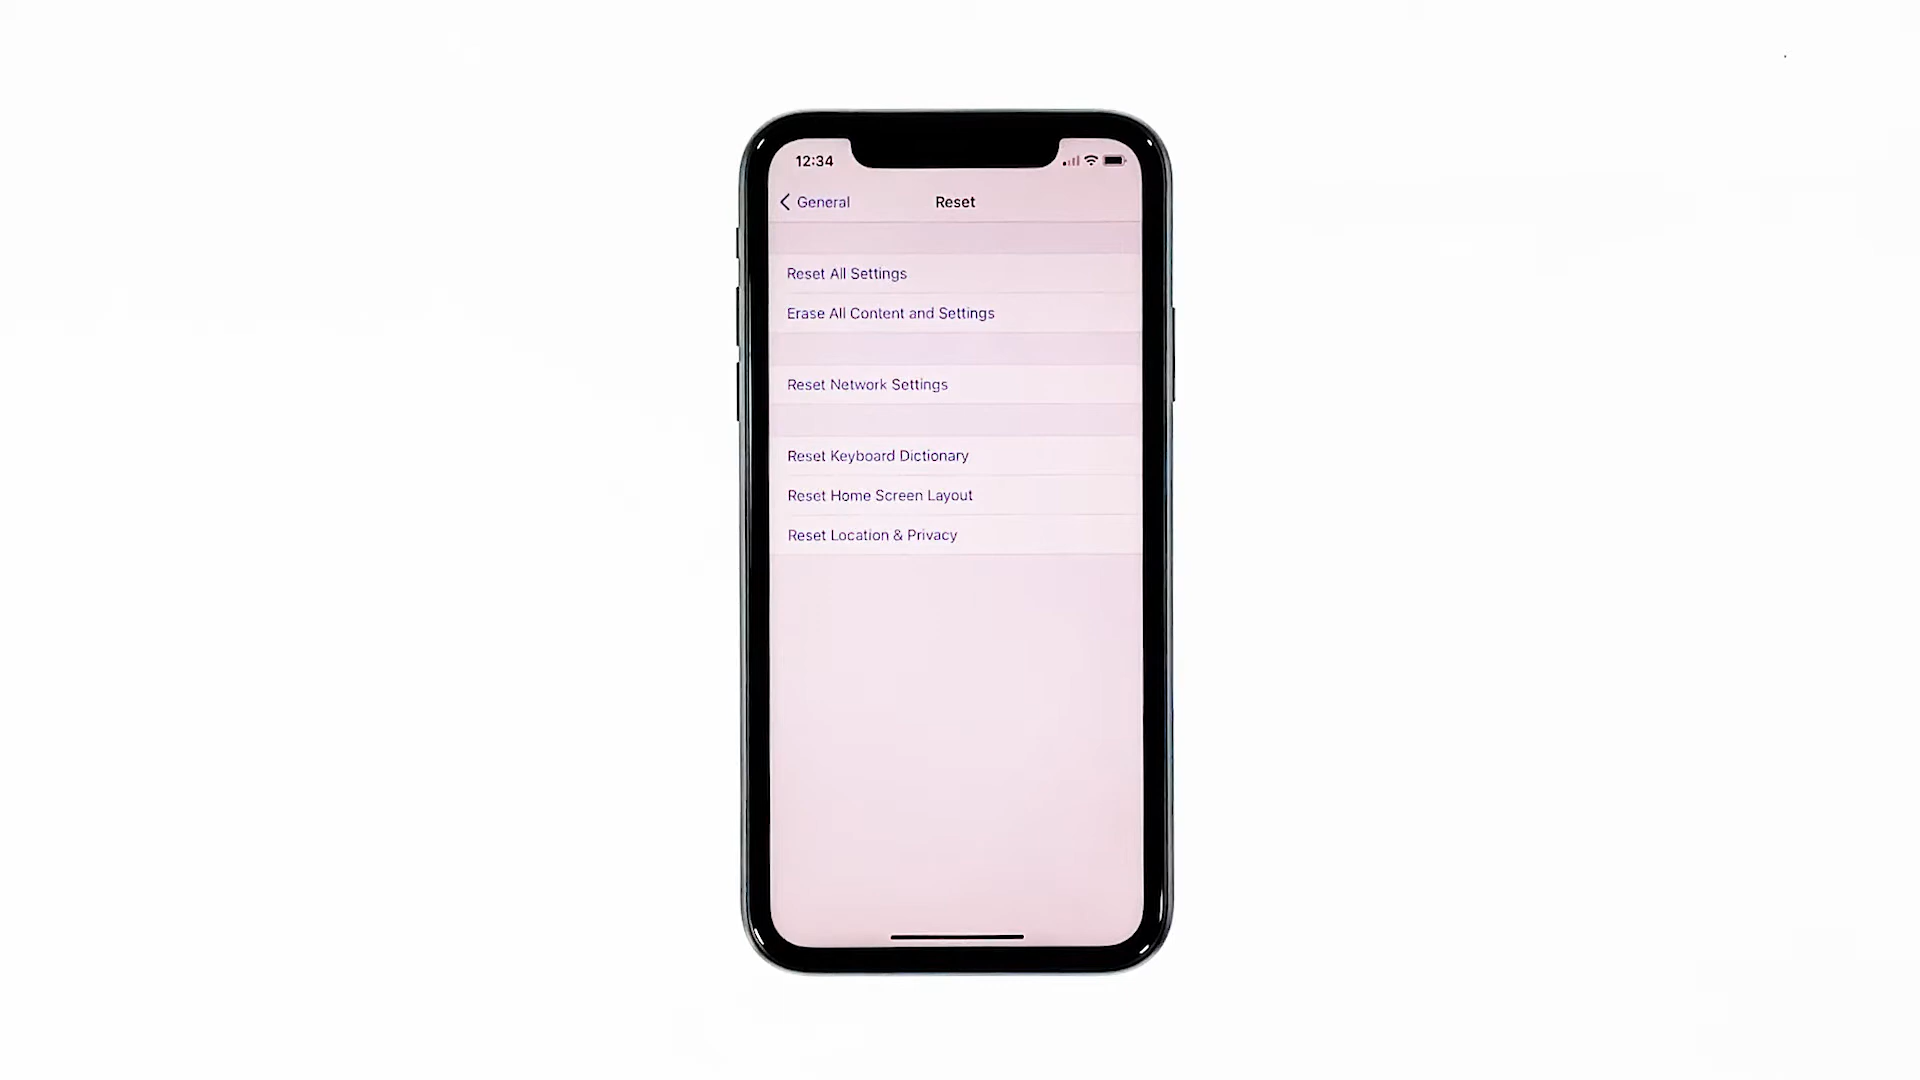 12:34
General
Reset
Reset All Settings
Erase All Content and Settings
Reset Network Settings
Reset Keyboard Dictionary
Reset Home Screen Layout
Reset Location & Privacy